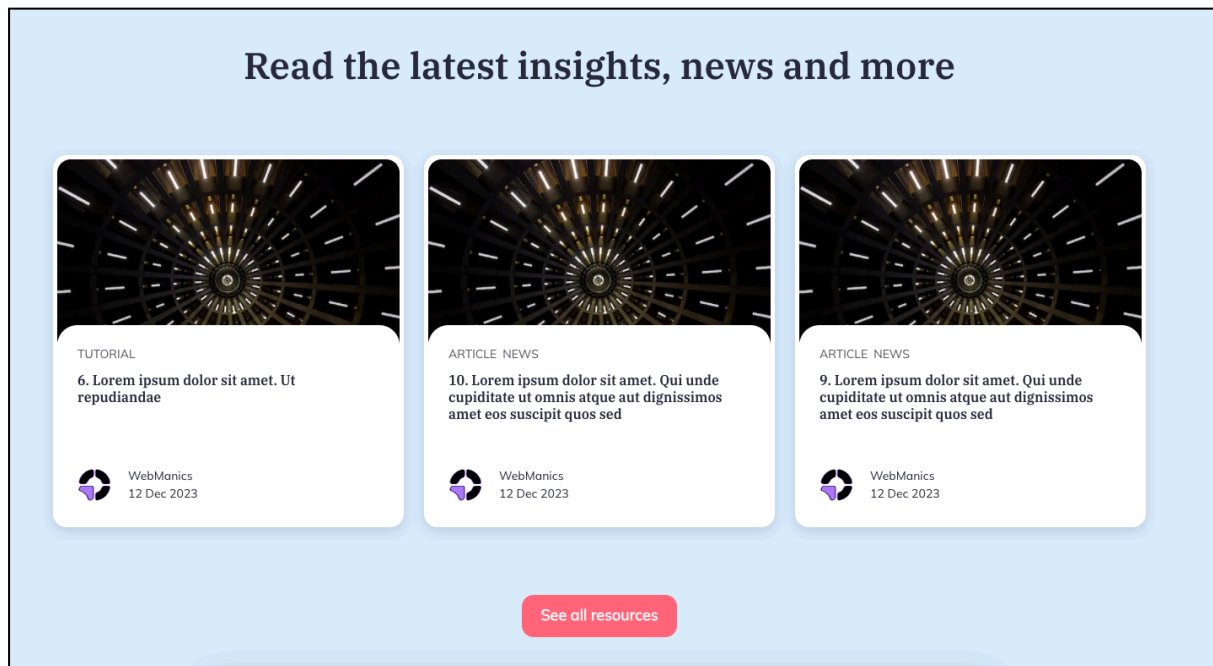 Read the latest insights, news and more
TUTORIAL
6. Lorem ipsum dolor sit amet. Ut
repudiandae
WebManics
12 Dec 2023
ARTICLE NEWS
10. Lorem ipsum dolor sit amet. Qui unde
cupiditate ut omnis atque aut dignissimos
amet eos suscipit quos sed
WebManics
12 Dec 2023
ARTICLE NEWS
9. Lorem ipsum dolor sit amet. Qui unde
cupiditate ut omnis atque aut dignissimos
amet eos suscipit quos sed
WebManics
12 Dec 2023
See all resources